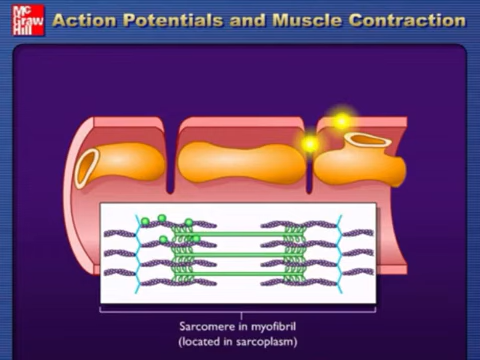 Mc
Graw
Hill
Action Potentials and Muscle Contraction
Sarcomere in myofibril
(located in sarcoplasm)